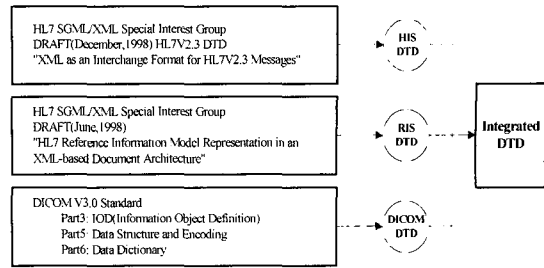 HL7 SGML/XML Special Interest Group
DRAFT(December,1998) HL7V2.3 DTD
"XML as an Interchange Format for HL7V2.3 Messages"
HIS
DTD
HL7 SGML/XML Special Interest Group
DRAFT(June,1998)
"HL7 Reference Information Model Representation in an
XML-based Document Architecture"
RIS
DTD
Integrated
DTD
DICOM V3.0 Standard
Part3: IOD(Information Object Definition)
Part5: Data Structure and Encoding
Part6: Data Dictionary
DICOM
DTD